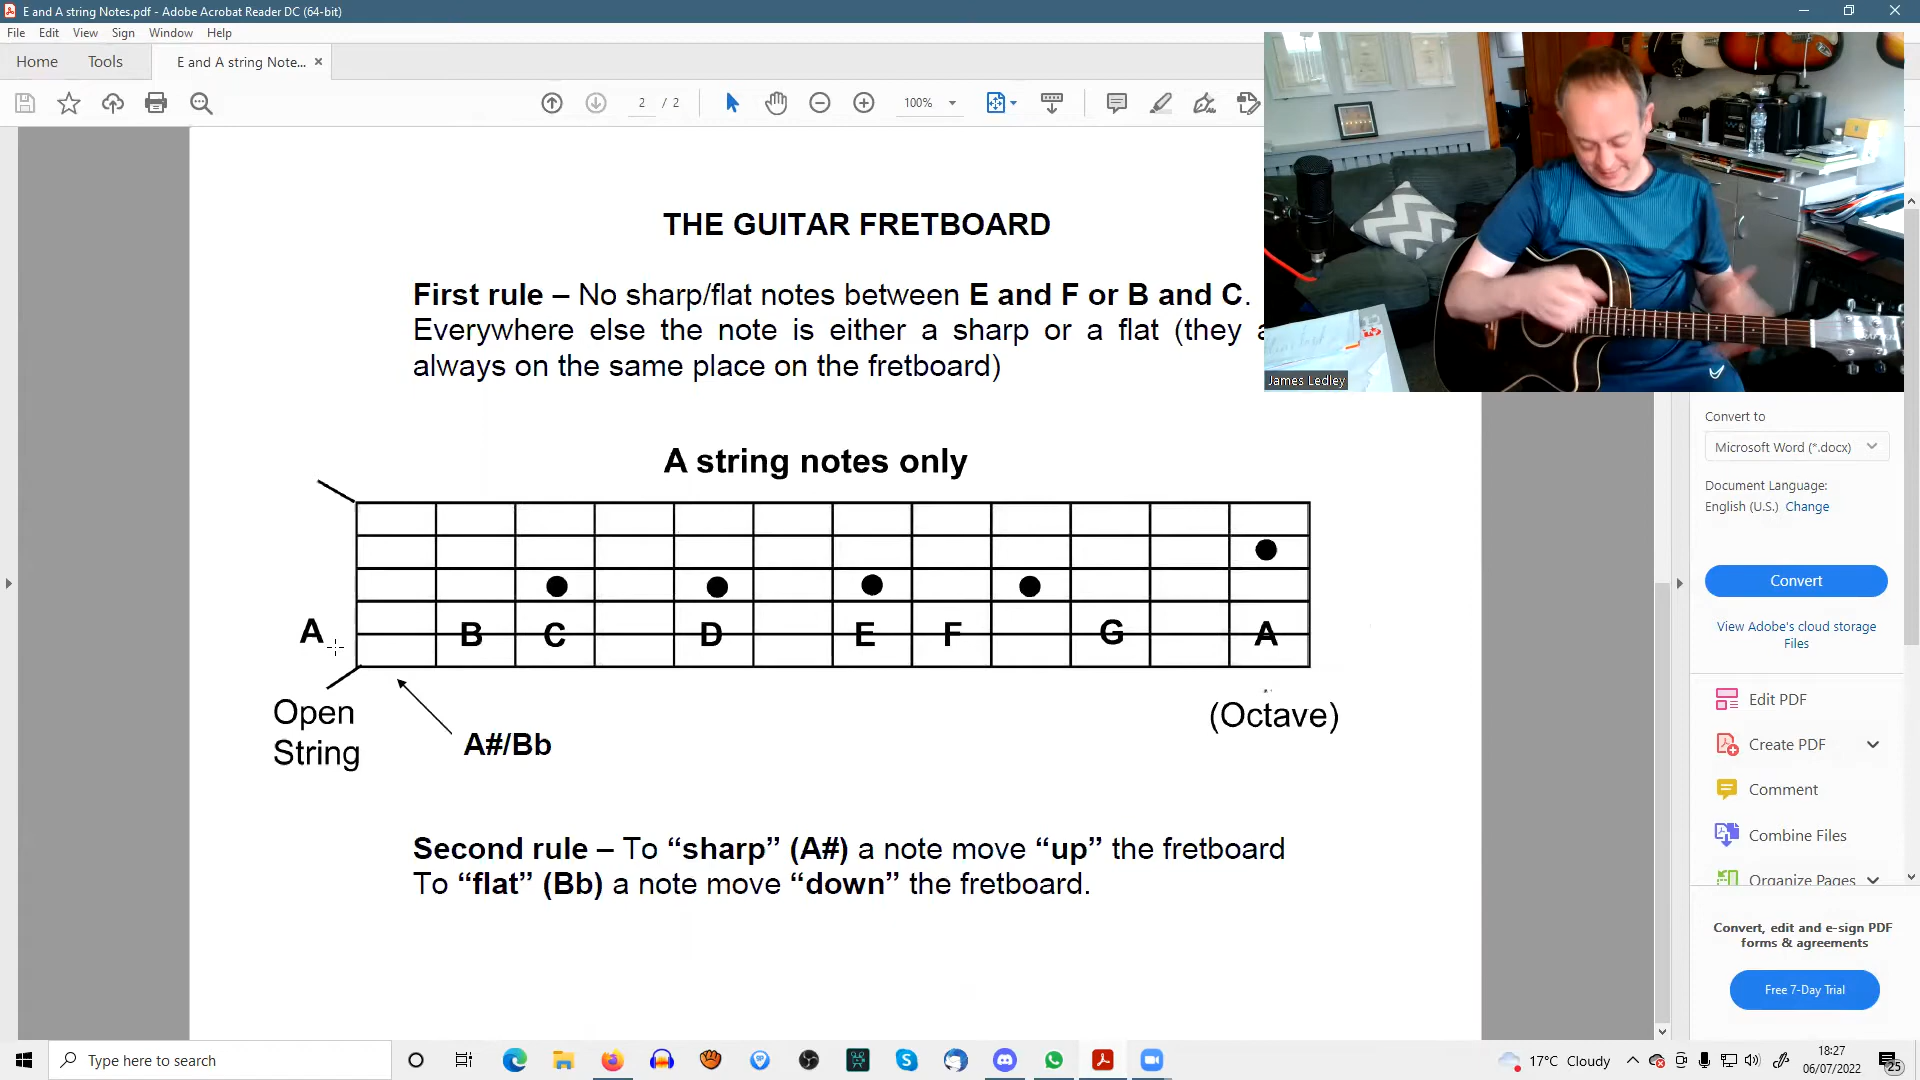 E and A string Notes.pdf - Adobe Acrobat Reader DC (64-bit)
File Edit View Sign Window Help
Home Tools E and A string Note...
2 / 2 100%
THE GUITAR FRETBOARD
First rule – No sharp/flat notes between E and F or B and C.
Everywhere else the note is either a sharp or a flat (they
always on the same place on the fretboard)
A string notes only
A B C D E F G A
Open
String
A#/Bb
(Octave)
Second rule – To “sharp” (A#) a note move “up” the fretboard
To “flat” (Bb) a note move “down” the fretboard.
James Ledley
Convert to
Microsoft Word (*.docx)
Document Language:
English (U.S.) Change
Convert
View Adobe's cloud storage
Files
Edit PDF
Create PDF
Comment
Combine Files
Organize Pages
Convert, edit and e-sign PDF
forms & agreements
Free 7-Day Trial
Type here to search
17°C Cloudy
18:27
06/07/2022
25